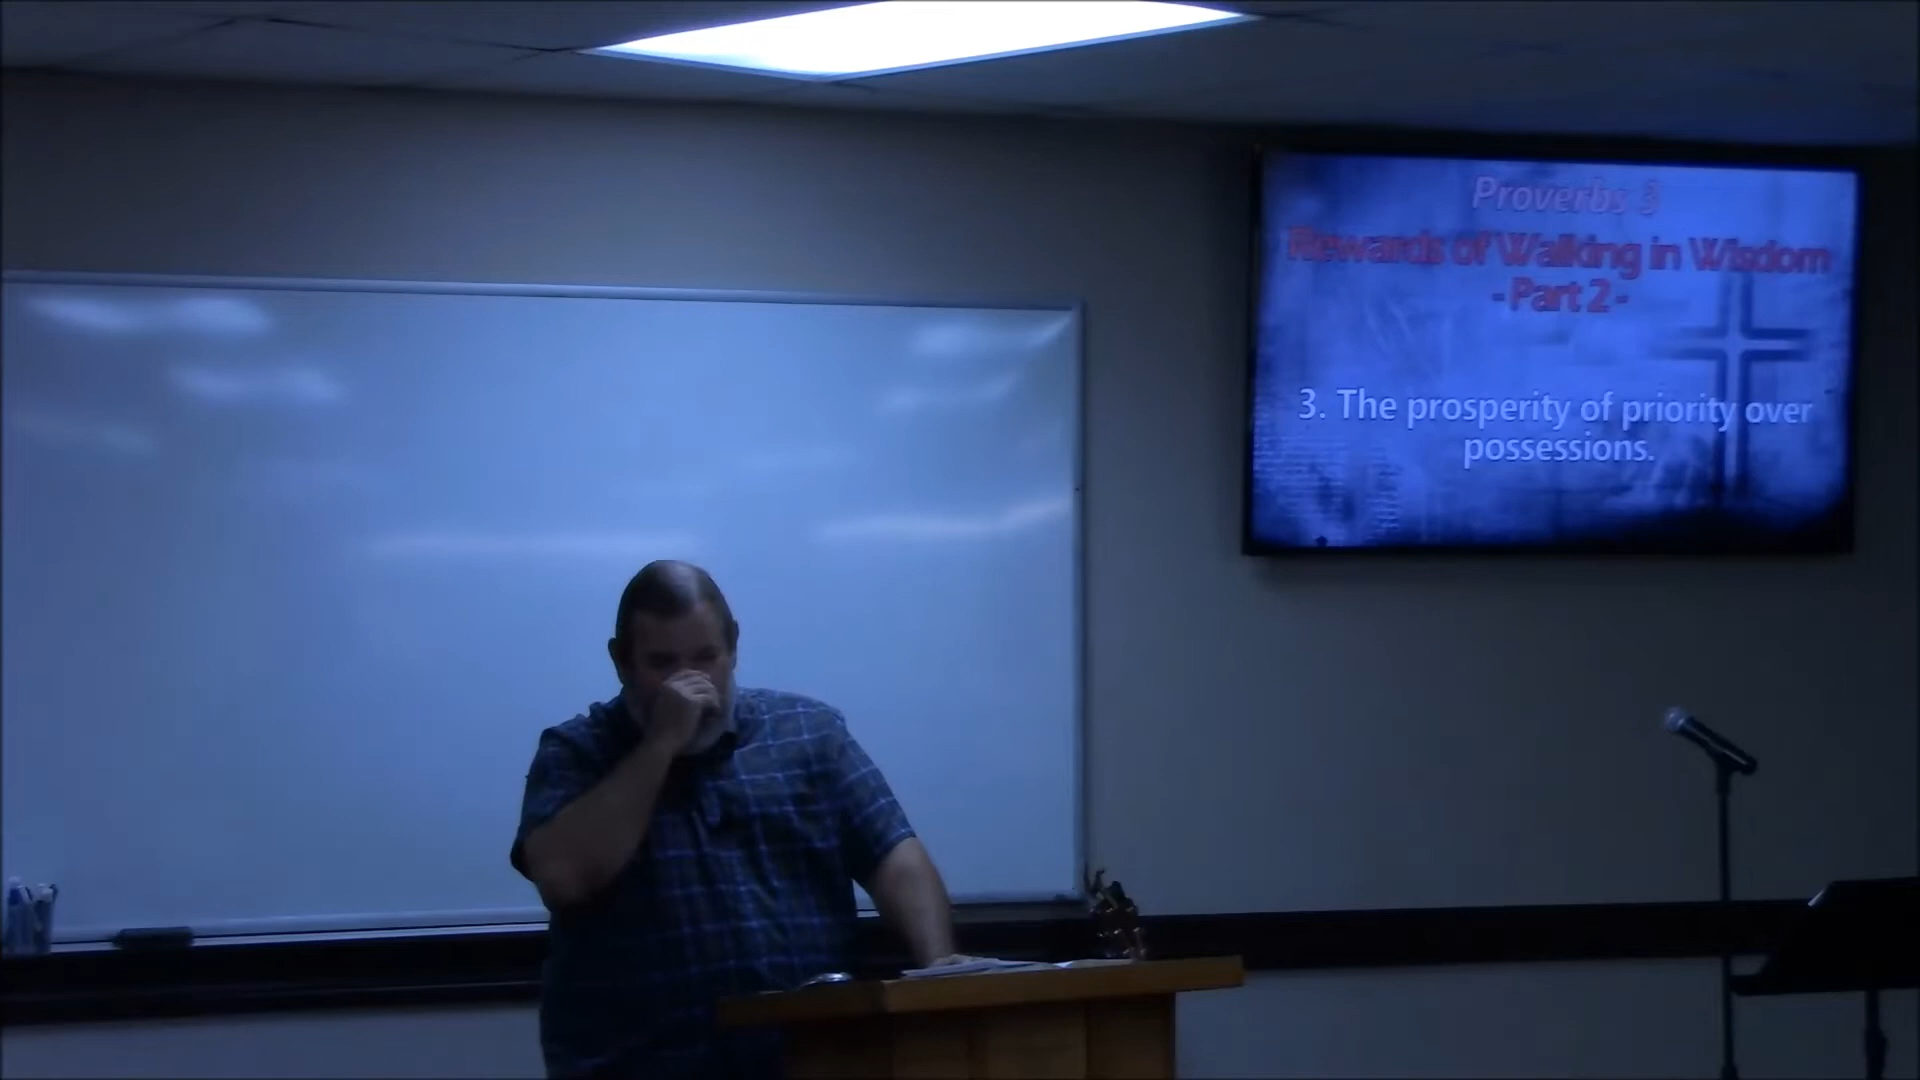 Proverbs 3
Rewards of Walking in Wisdom
- Part 2 -
3. The prosperity of priority over
possessions.